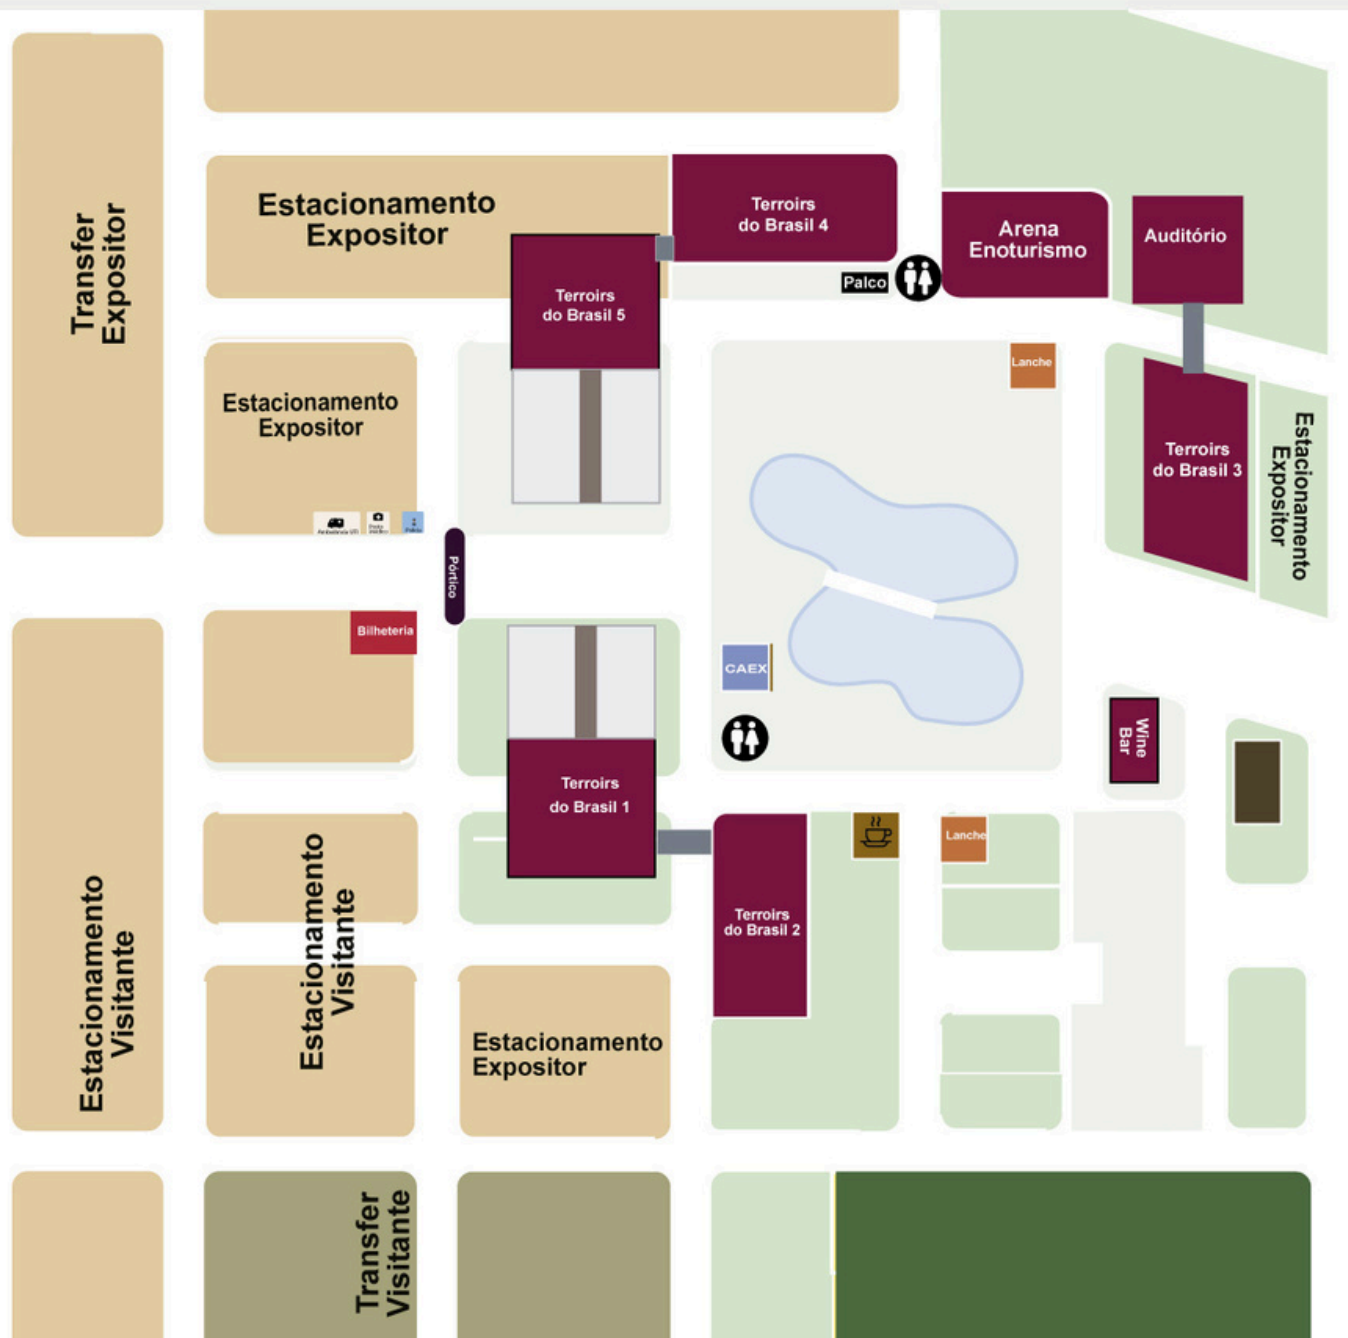 Transfer
Expositor
Estacionamento
Expositor
Terroirs
do Brasil 4
Palco
Arena
Enoturismo
Auditório
Terroirs
do Brasil 5
Estacionamento
Expositor
Lanche
Terroirs
do Brasil 3
Estacionamento
Expositor
Pórtico
Bilheteria
CAEX
Wine
Bar
Terroirs
do Brasil 1
Lanche
Terroirs
do Brasil 2
Estacionamento
Visitante
Estacionamento
Visitante
Estacionamento
Expositor
Transfer
Visitante